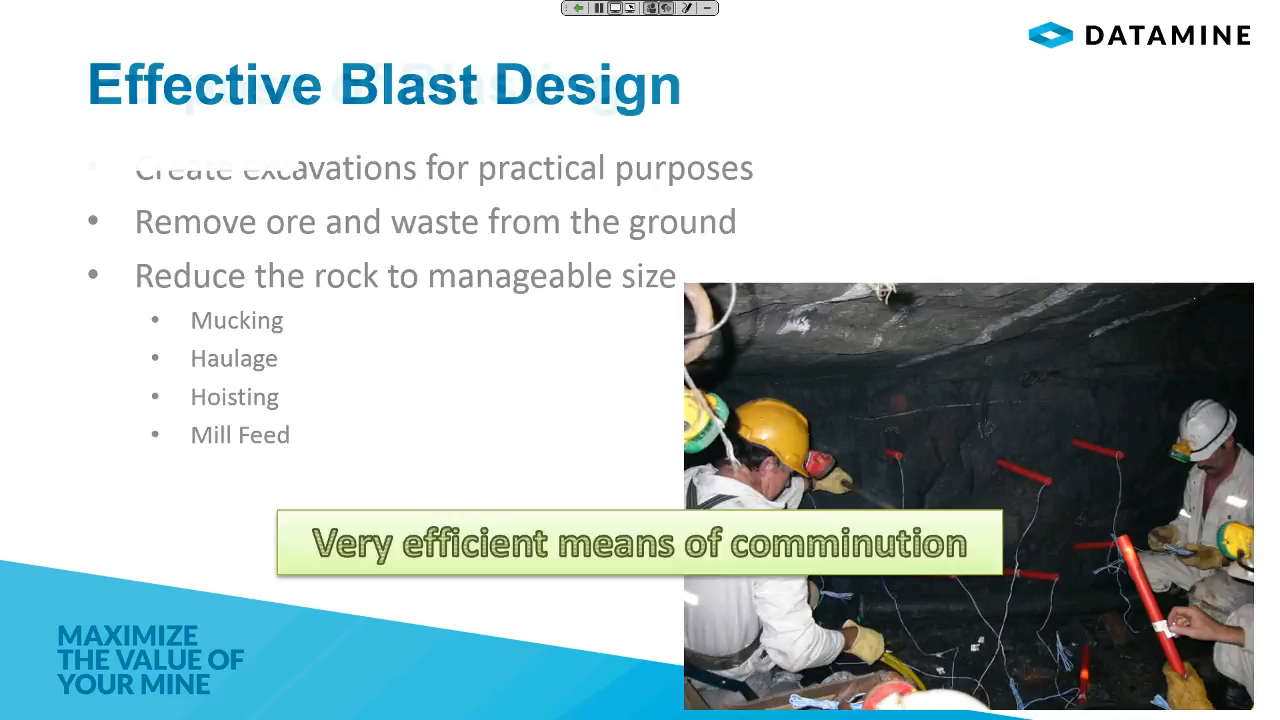 DATAMINE
Effective Blast Design
• Create excavations for practical purposes
• Remove ore and waste from the ground
• Reduce the rock to manageable size
• Mucking
• Haulage
• Hoisting
• Mill Feed
Very efficient means of comminution
MAXIMIZE
THE VALUE OF
YOUR MINE